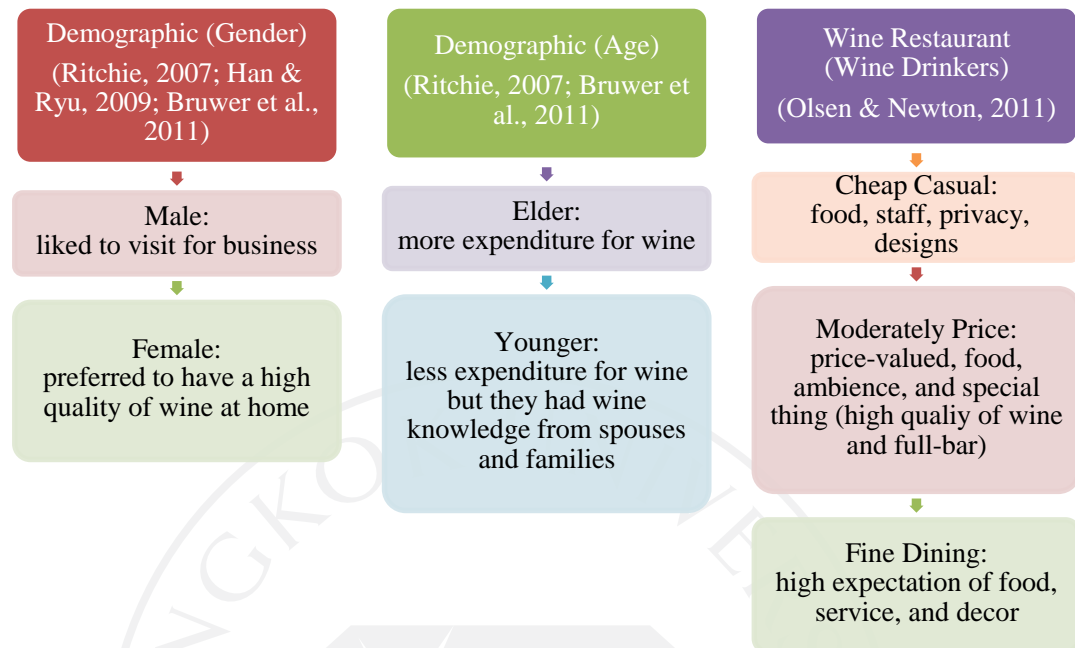 Demographic (Gender)
(Ritchie, 2007; Han &
Ryu, 2009; Bruwer et al.,
2011)
Male:
liked to visit for business
Female:
preferred to have a high
quality of wine at home
Demographic (Age)
(Ritchie, 2007; Bruwer et
al., 2011)
Elder:
more expenditure for wine
Younger:
less expenditure for wine
but they had wine
knowledge from spouses
and families
Wine Restaurant
(Wine Drinkers)
(Olsen & Newton, 2011)
Cheap Casual:
food, staff, privacy,
designs
Moderately Price:
price-valued, food,
ambience, and special
thing (high qualiy of wine
and full-bar)
Fine Dining:
high expectation of food,
service, and decor